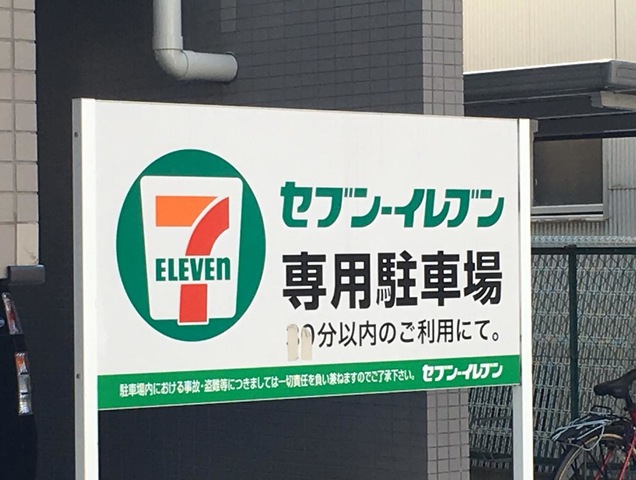 7
ELEVEn
セブン-イレブン
専用駐車場
0分以内のご利用にて。
駐車場内における事故・盗難等につきましては一切責任を負い兼ねますのでご了承下さい。 セブン-イレブン